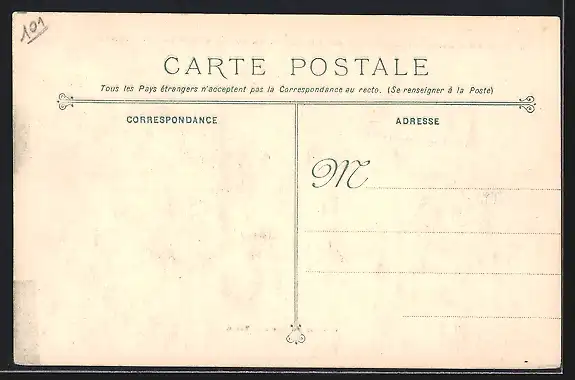 101
CARTE POSTALE
Tous les Pays étrangers n'acceptent pas la Correspondance au recto. (Se renseigner à la Poste)
CORRESPONDANCE
ADRESSE
M